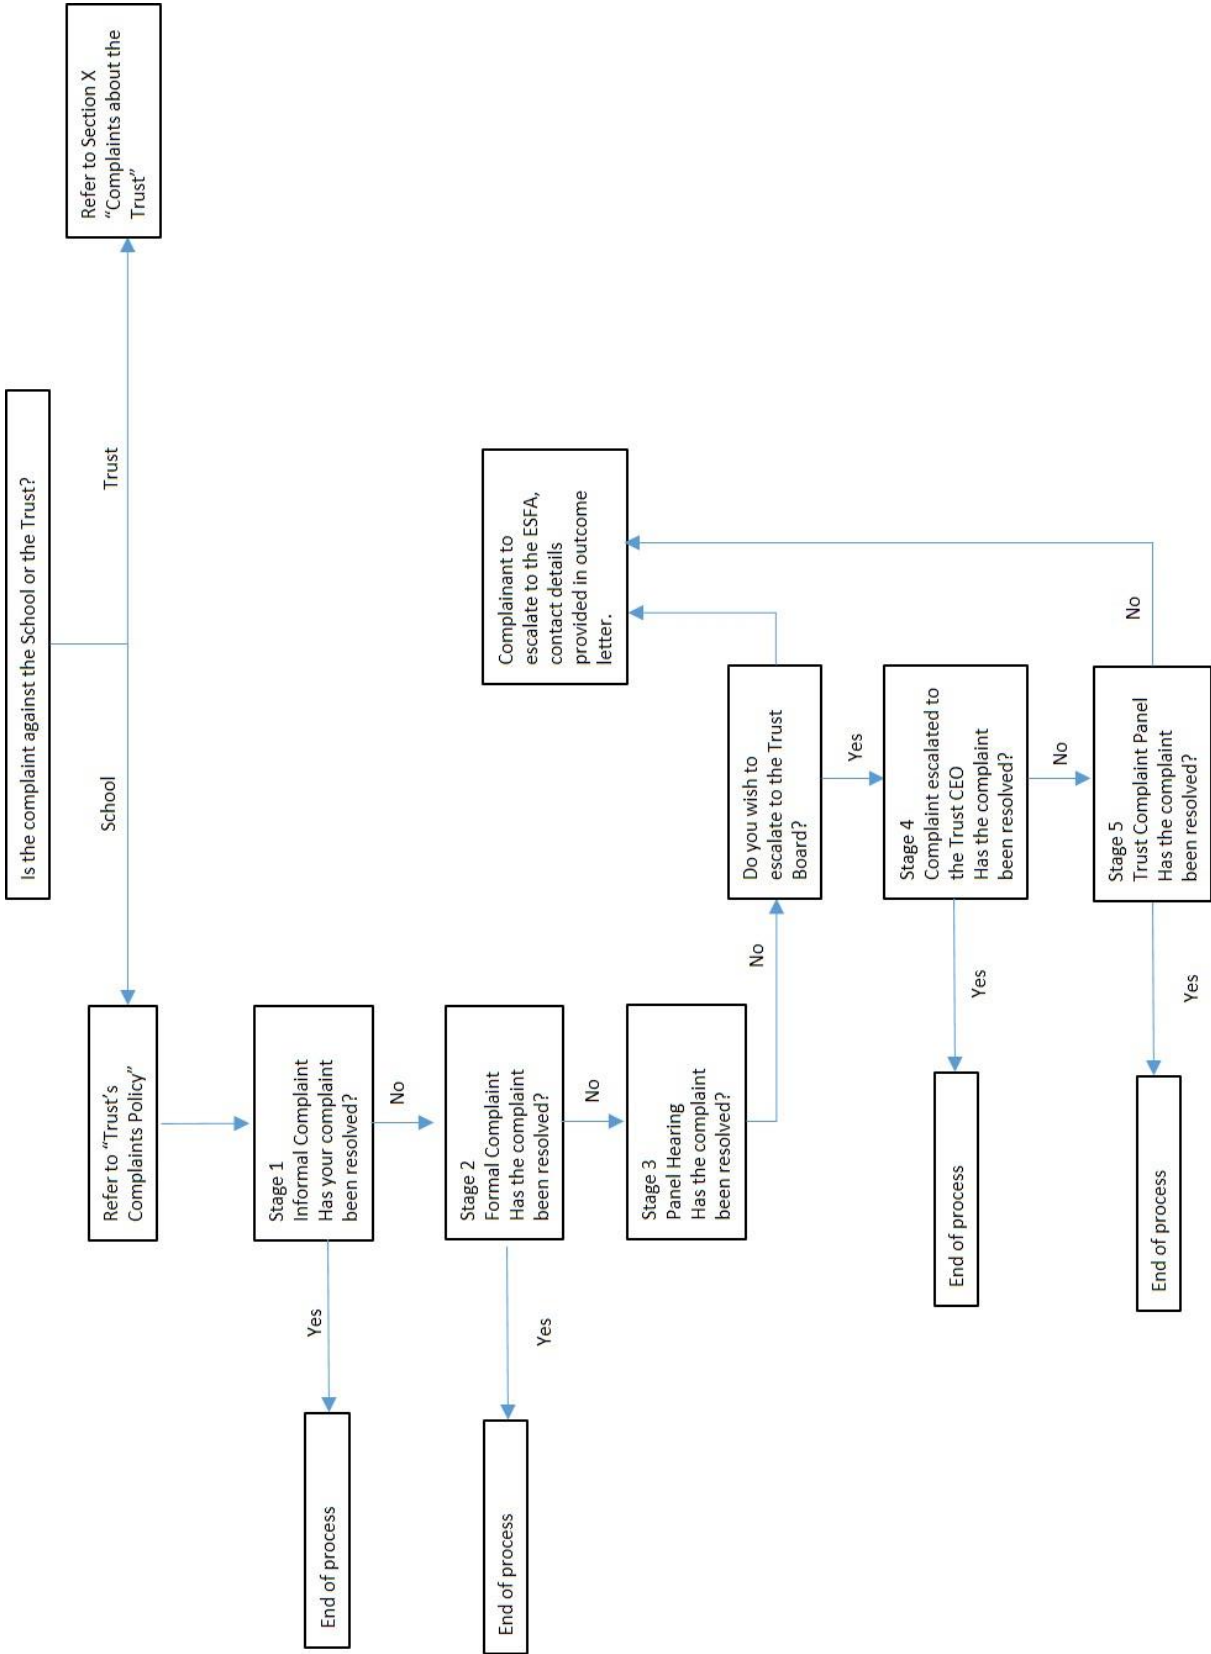 Is the complaint against the School or the Trust?
School
Trust
Refer to "Trust's
Complaints Policy"
Refer to Section X
"Complaints about the
Trust"
Stage 1
Informal Complaint
Has your complaint
been resolved?
Yes
End of process
No
Stage 2
Formal Complaint
Has the complaint
been resolved?
Yes
End of process
No
Stage 3
Panel Hearing
Has the complaint
been resolved?
No
Do you wish to
escalate to the Trust
Board?
Complainant to
escalate to the ESFA,
contact details
provided in outcome
letter.
Yes
Stage 4
Complaint escalated to
the Trust CEO
Has the complaint
been resolved?
Yes
End of process
No
Stage 5
Trust Complaint Panel
Has the complaint
been resolved?
Yes
End of process
No